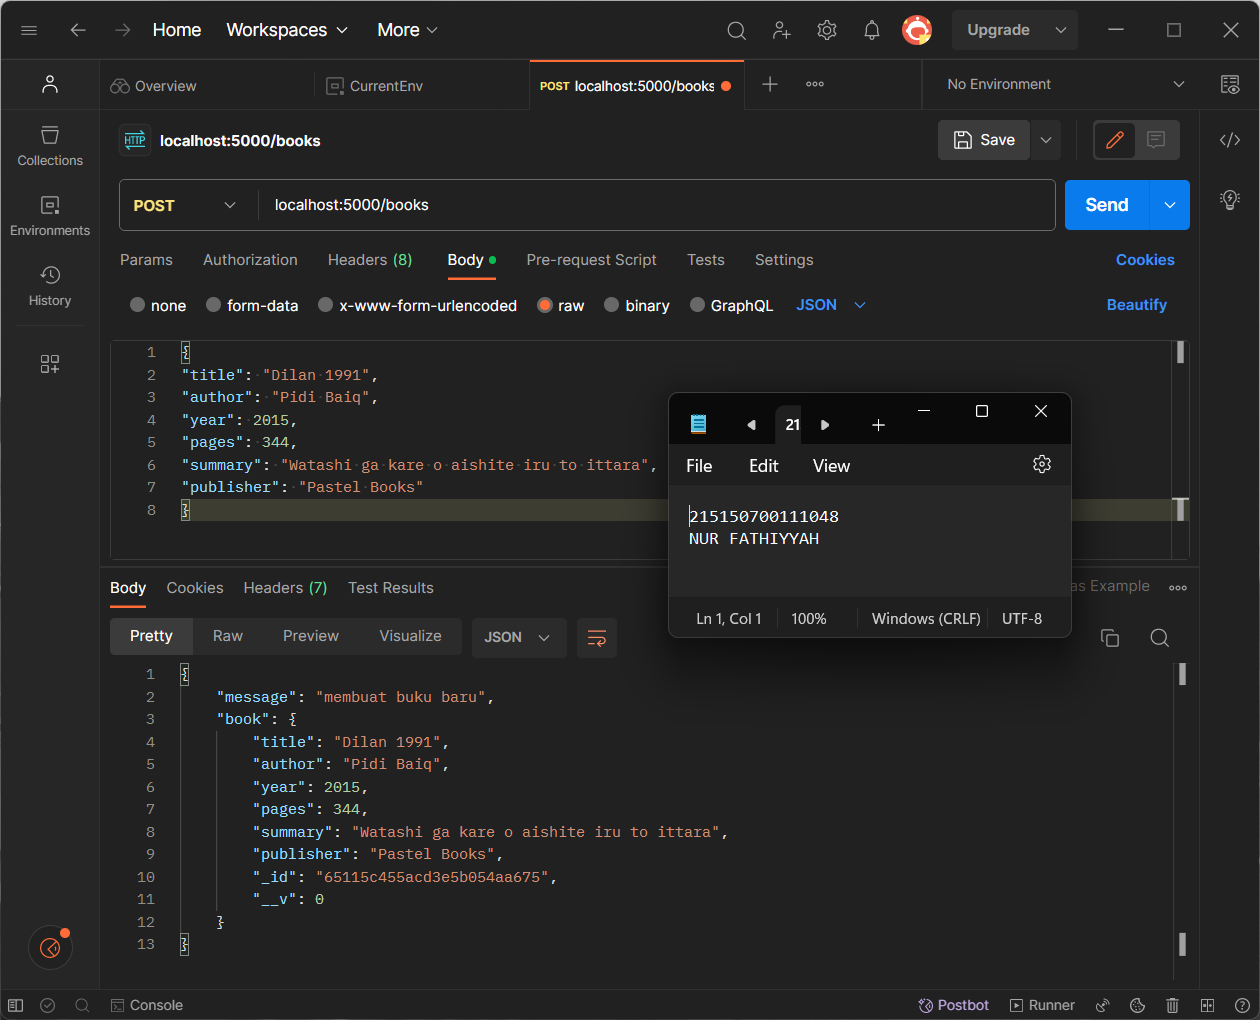 Home Workspaces More Upgrade
Overview CurrentEnv POST localhost:5000/books No Environment
HTTP localhost:5000/books Save
Collections
Environments
History
POST localhost:5000/books Send
Params Authorization Headers (8) Body Pre-request Script Tests Settings Cookies
none form-data x-www-form-urlencoded raw binary GraphQL JSON Beautify
1 {
2 "title": "Dilan 1991",
3 "author": "Pidi Baiq",
4 "year": 2015,
5 "pages": 344,
6 "summary": "Watashi ga kare o aishite iru to ittara",
7 "publisher": "Pastel Books"
8 }
21
File Edit View
215150700111048
NUR FATHIYYAH
Ln 1, Col 1 100% Windows (CRLF) UTF-8
Body Cookies Headers (7) Test Results as Example
Pretty Raw Preview Visualize JSON
1 {
2 "message": "membuat buku baru",
3 "book": {
4 "title": "Dilan 1991",
5 "author": "Pidi Baiq",
6 "year": 2015,
7 "pages": 344,
8 "summary": "Watashi ga kare o aishite iru to ittara",
9 "publisher": "Pastel Books",
10 "_id": "65115c455acd3e5b054aa675",
11 "__v": 0
12 }
13 }
Console Postbot Runner